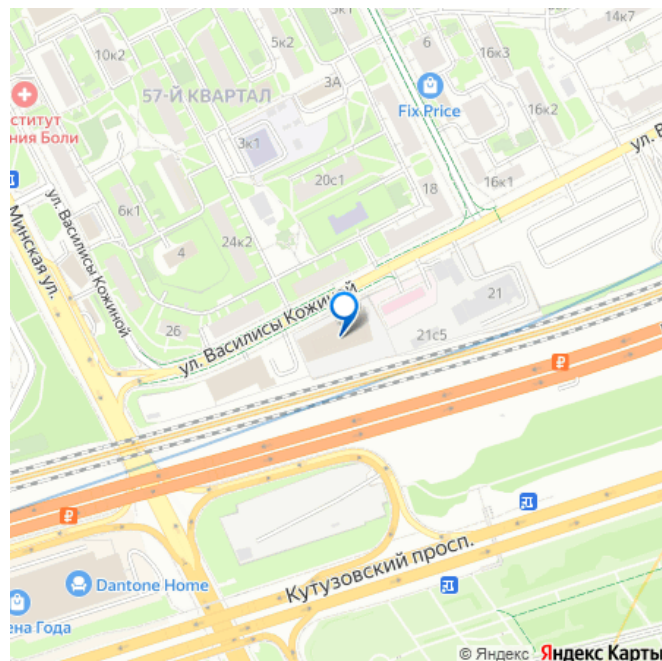 14к7
5к1
5к2
6
16к3
10к2
3А
57-Й КВАРТАЛ
Fix Price
16к2
ститут
ния Боли
3к1
ул. В
20с1
18
16к1
ул. Василисы Кожиной
6к1
Минская ул.
24к2
4
21
ул. Василисы Кожиной
26
21с5
₽
₽
Кутузовский просп.
Dantone Home
ена Года
© Яндекс Яндекс Карты